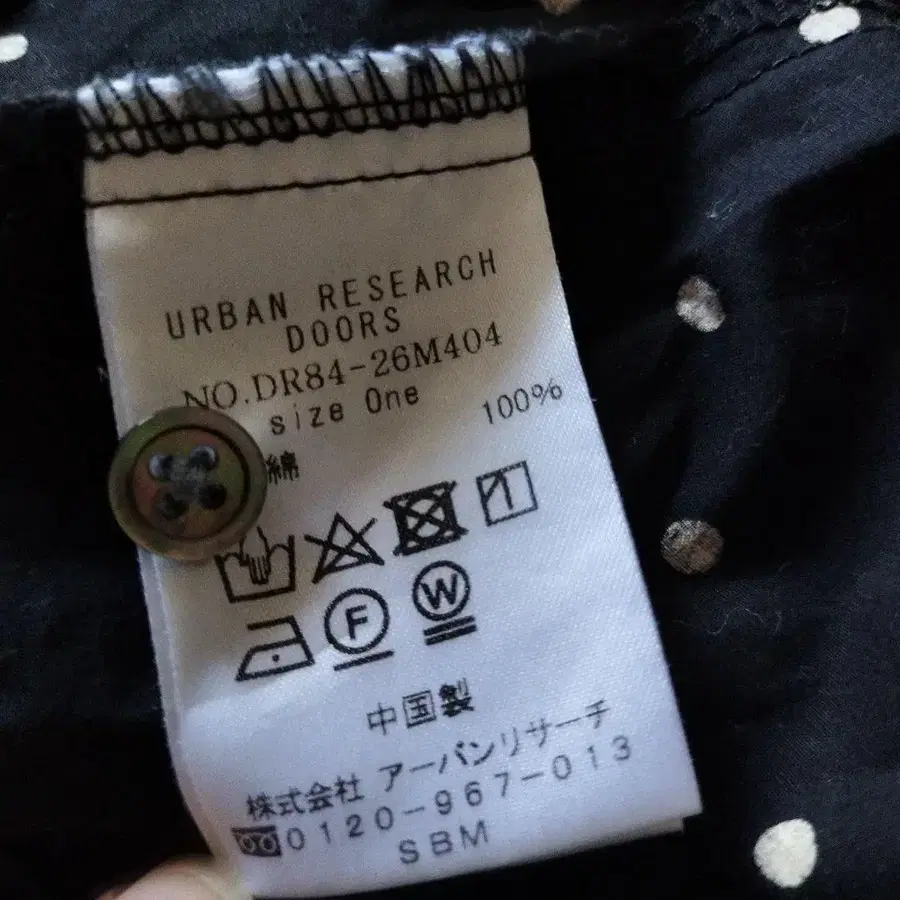 URBAN RESEARCH
DOORS
NO.DR84-26M404
size One
綿 100%
F W
中国製
株式会社 アーバンリサーチ
0120-967-013
SBM